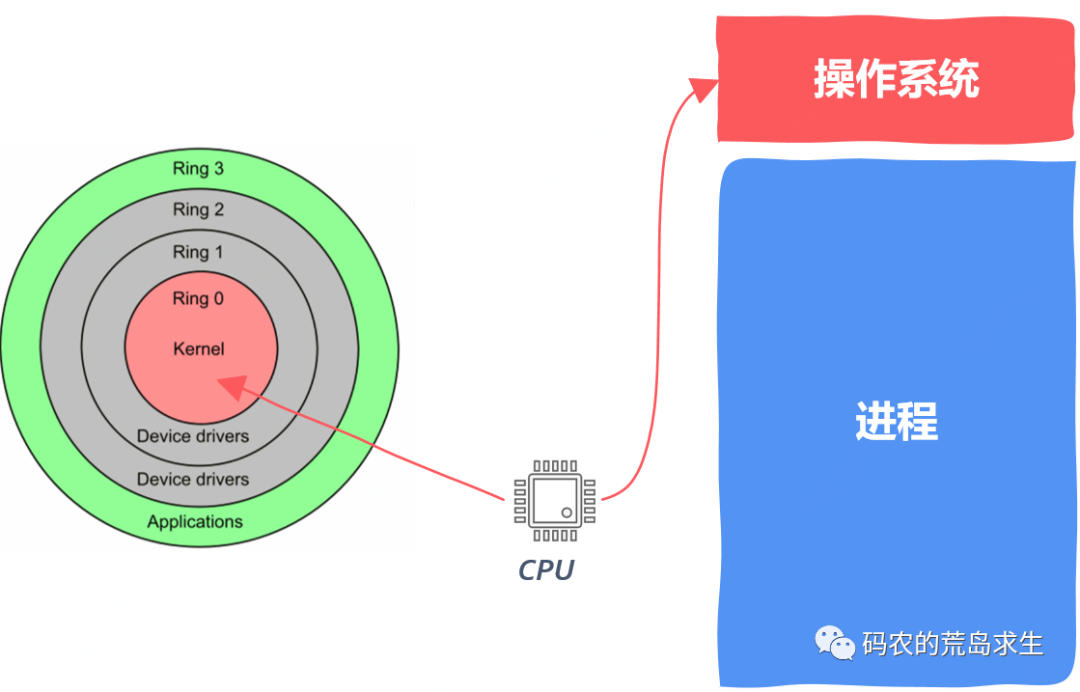 Ring 3
Ring 2
Ring 1
Ring 0
Kernel
Device drivers
Device drivers
Applications
CPU
操作系统
进程
码农的荒岛求生